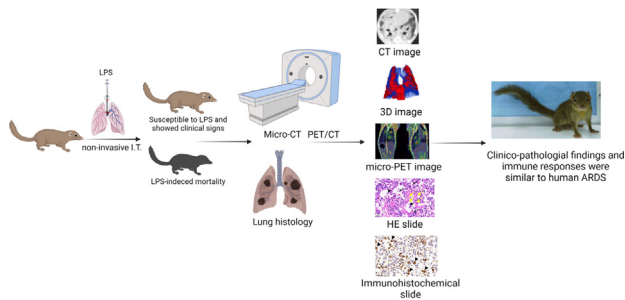 LPS
non-invasive I.T.
Susceptible to LPS and
showed clinical signs
LPS-indeced mortality
Micro-CT PET/CT
Lung histology
CT image
3D image
micro-PET image
HE slide
Immunohistochemical
slide
Clinico-pathological findings and
immune responses were
similar to human ARDS